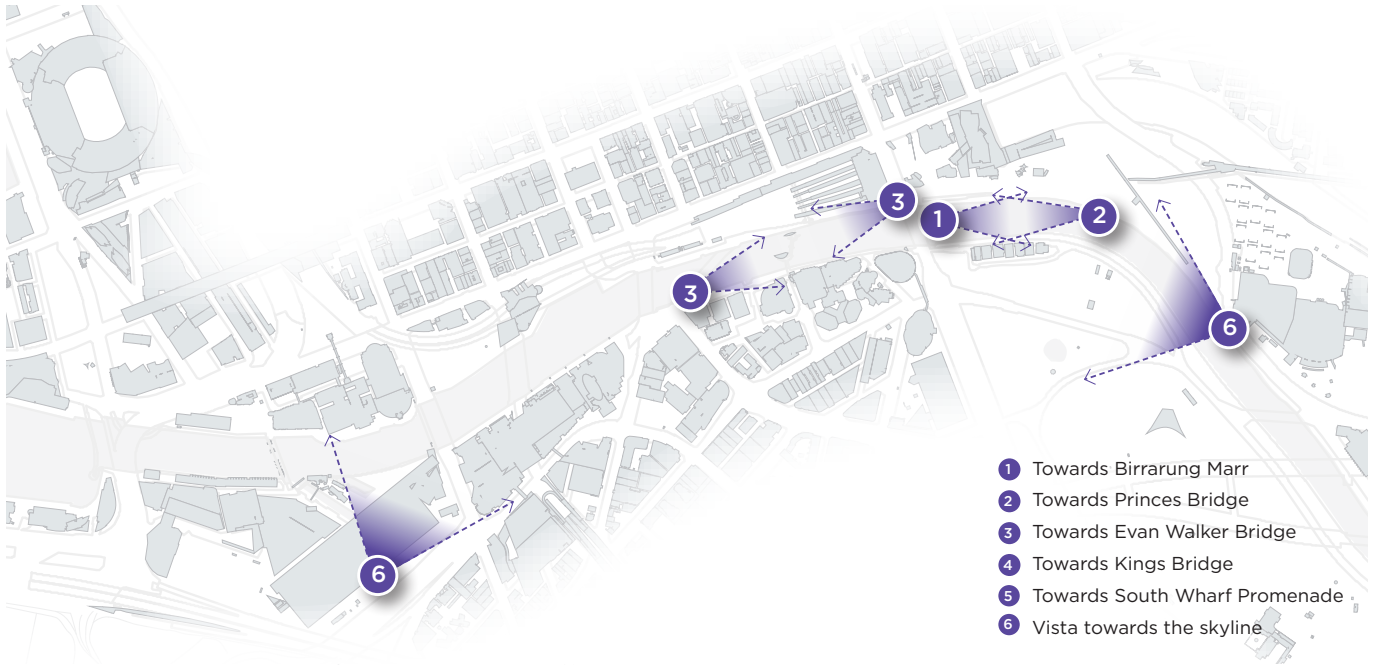 3
1
2
3
6
6
1 Towards Birrarung Marr
2 Towards Princes Bridge
3 Towards Evan Walker Bridge
4 Towards Kings Bridge
5 Towards South Wharf Promenade
6 Vista towards the skyline